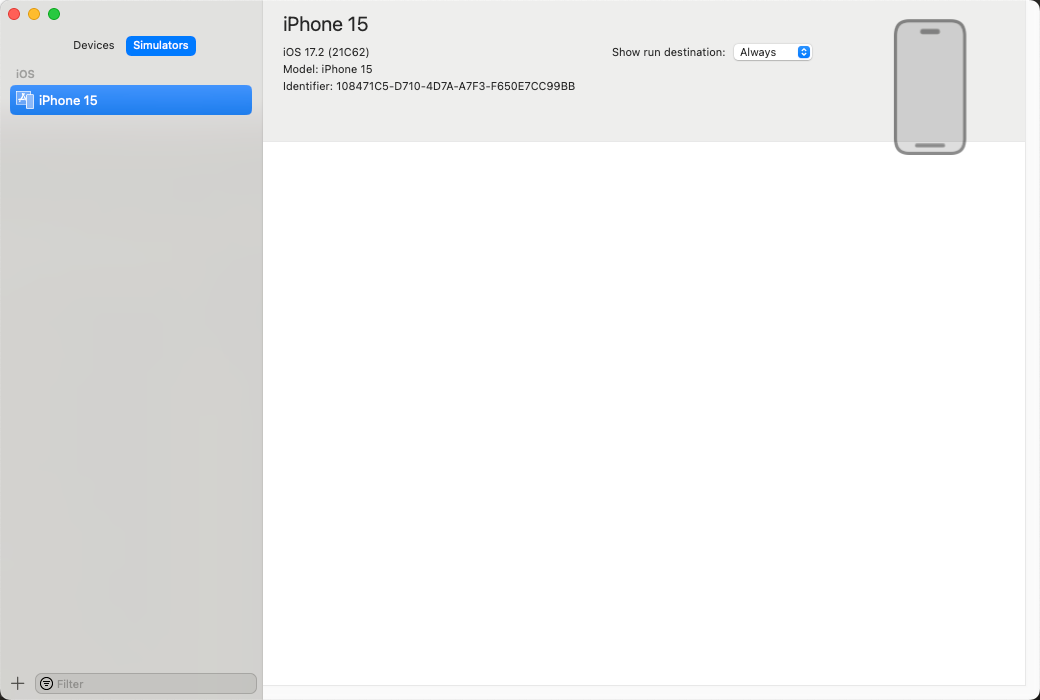 Devices
Simulators
iOS
iPhone 15
Filter
iPhone 15
iOS 17.2 (21C62)
Model: iPhone 15
Identifier: 108471C5-D710-4D7A-A7F3-F650E7CC99BB
Show run destination: Always